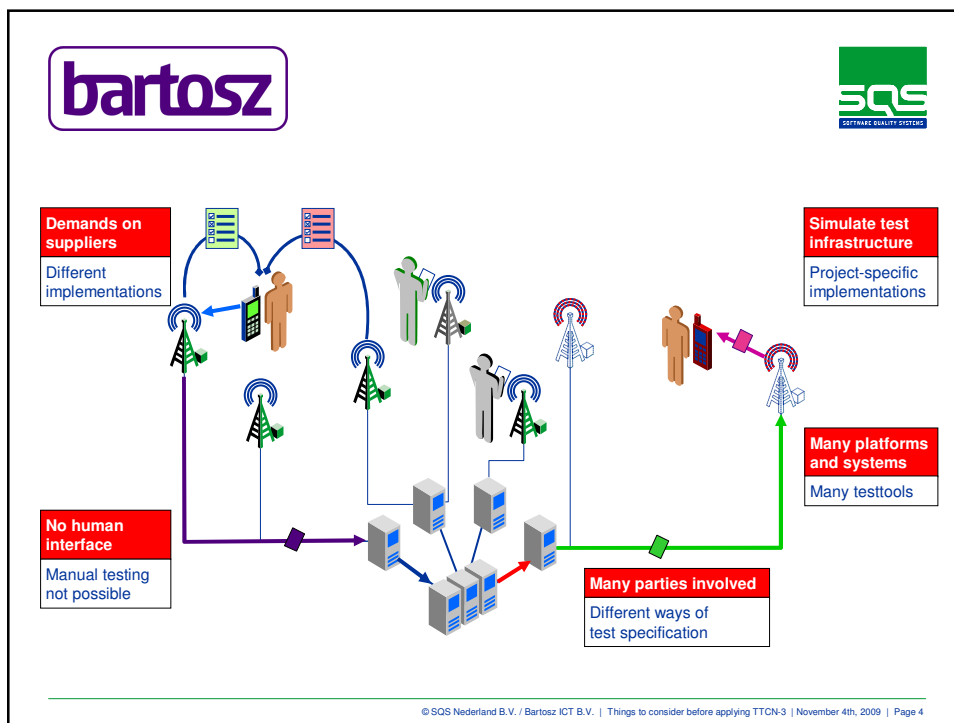 bartosz
SQS
SOFTWARE QUALITY SYSTEMS
Demands on
suppliers
Different
implementations
Simulate test
infrastructure
Project-specific
implementations
Many platforms
and systems
Many testtools
No human
interface
Manual testing
not possible
Many parties involved
Different ways of
test specification
© SQS Nederland B.V. / Bartosz ICT B.V. | Things to consider before applying TTCN-3 | November 4th, 2009 | Page 4